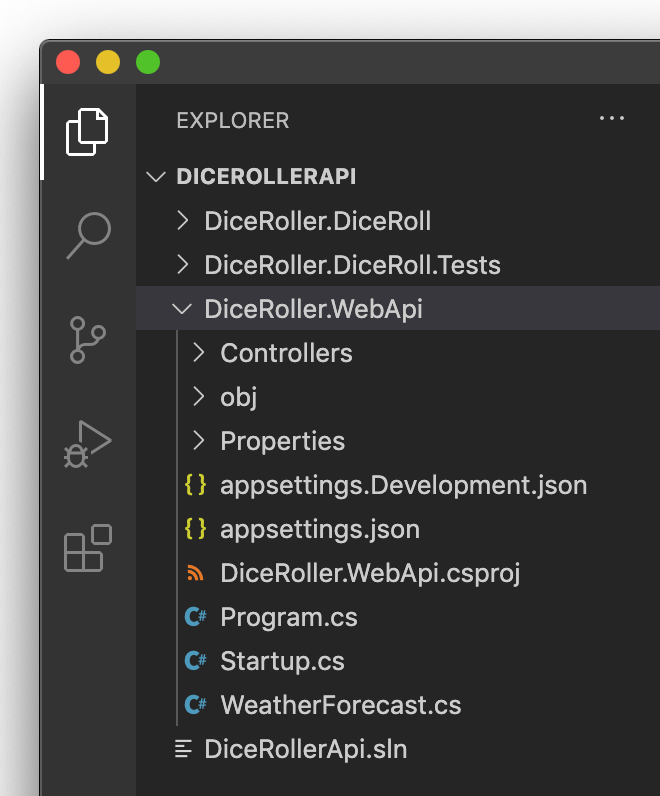 EXPLORER
DICEROLLERAPI
DiceRoller.DiceRoll
DiceRoller.DiceRoll.Tests
DiceRoller.WebApi
Controllers
obj
Properties
{ } appsettings.Development.json
{ } appsettings.json
DiceRoller.WebApi.csproj
C# Program.cs
C# Startup.cs
C# WeatherForecast.cs
DiceRollerApi.sln